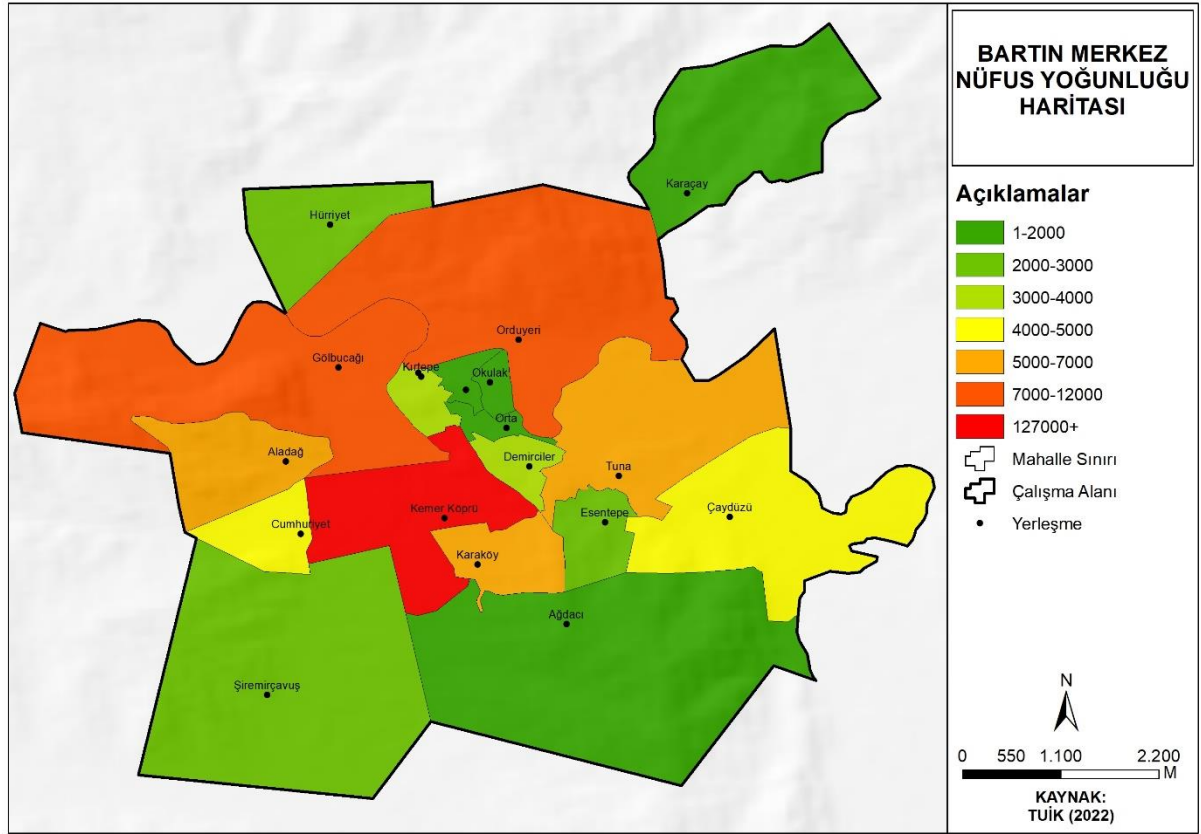 BARTIN MERKEZ
NÜFUS YOĞUNLUĞU
HARİTASI
Açıklamalar
1-2000
2000-3000
3000-4000
4000-5000
5000-7000
7000-12000
127000+
Mahalle Sınırı
Çalışma Alanı
Yerleşme
N
0 550 1.100 2.200
M
KAYNAK:
TUİK (2022)
Karaçay
Hürriyet
Orduyeri
Gölbucağı
Kırtepe
Okulak
Orta
Aladağ
Demirciler
Tuna
Kemer Köprü
Esentepe
Çaydüzü
Cumhuriyet
Karaköy
Ağdacı
Şiremirçavuş